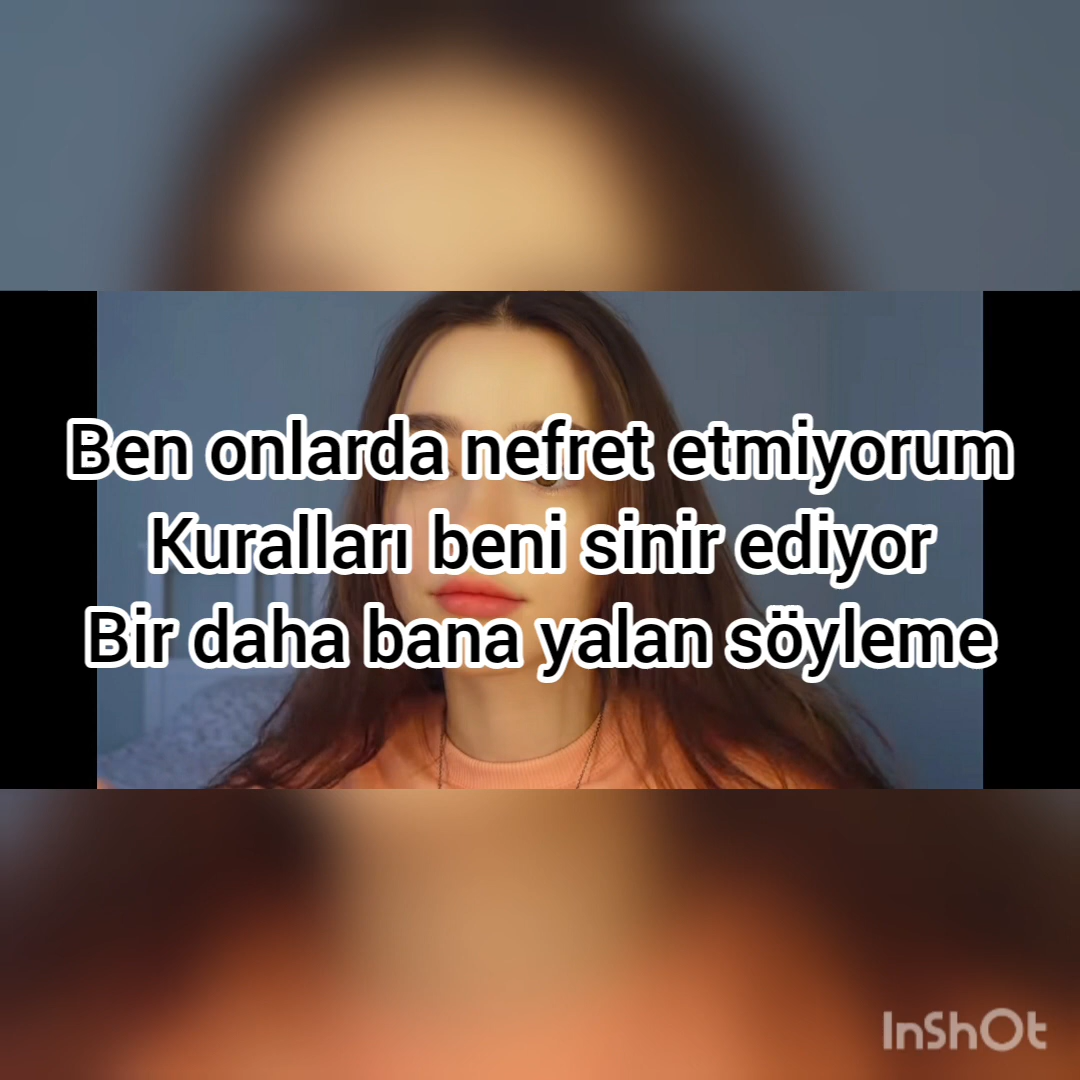 Ben onlarda nefret etmiyorum
Kuralları beni sinir ediyor
Bir daha bana yalan söyleme
InShOt